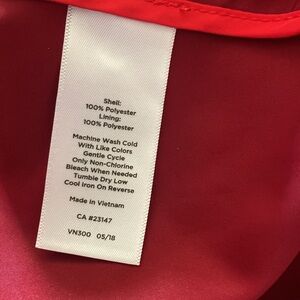 Shell:
100% Polyester
Lining:
100% Polyester
Machine Wash Cold
With Like Colors
Gentle Cycle
Only Non-Chlorine
Bleach When Needed
Tumble Dry Low
Cool Iron On Reverse
Made in Vietnam
CA #23147
VN300 05/18